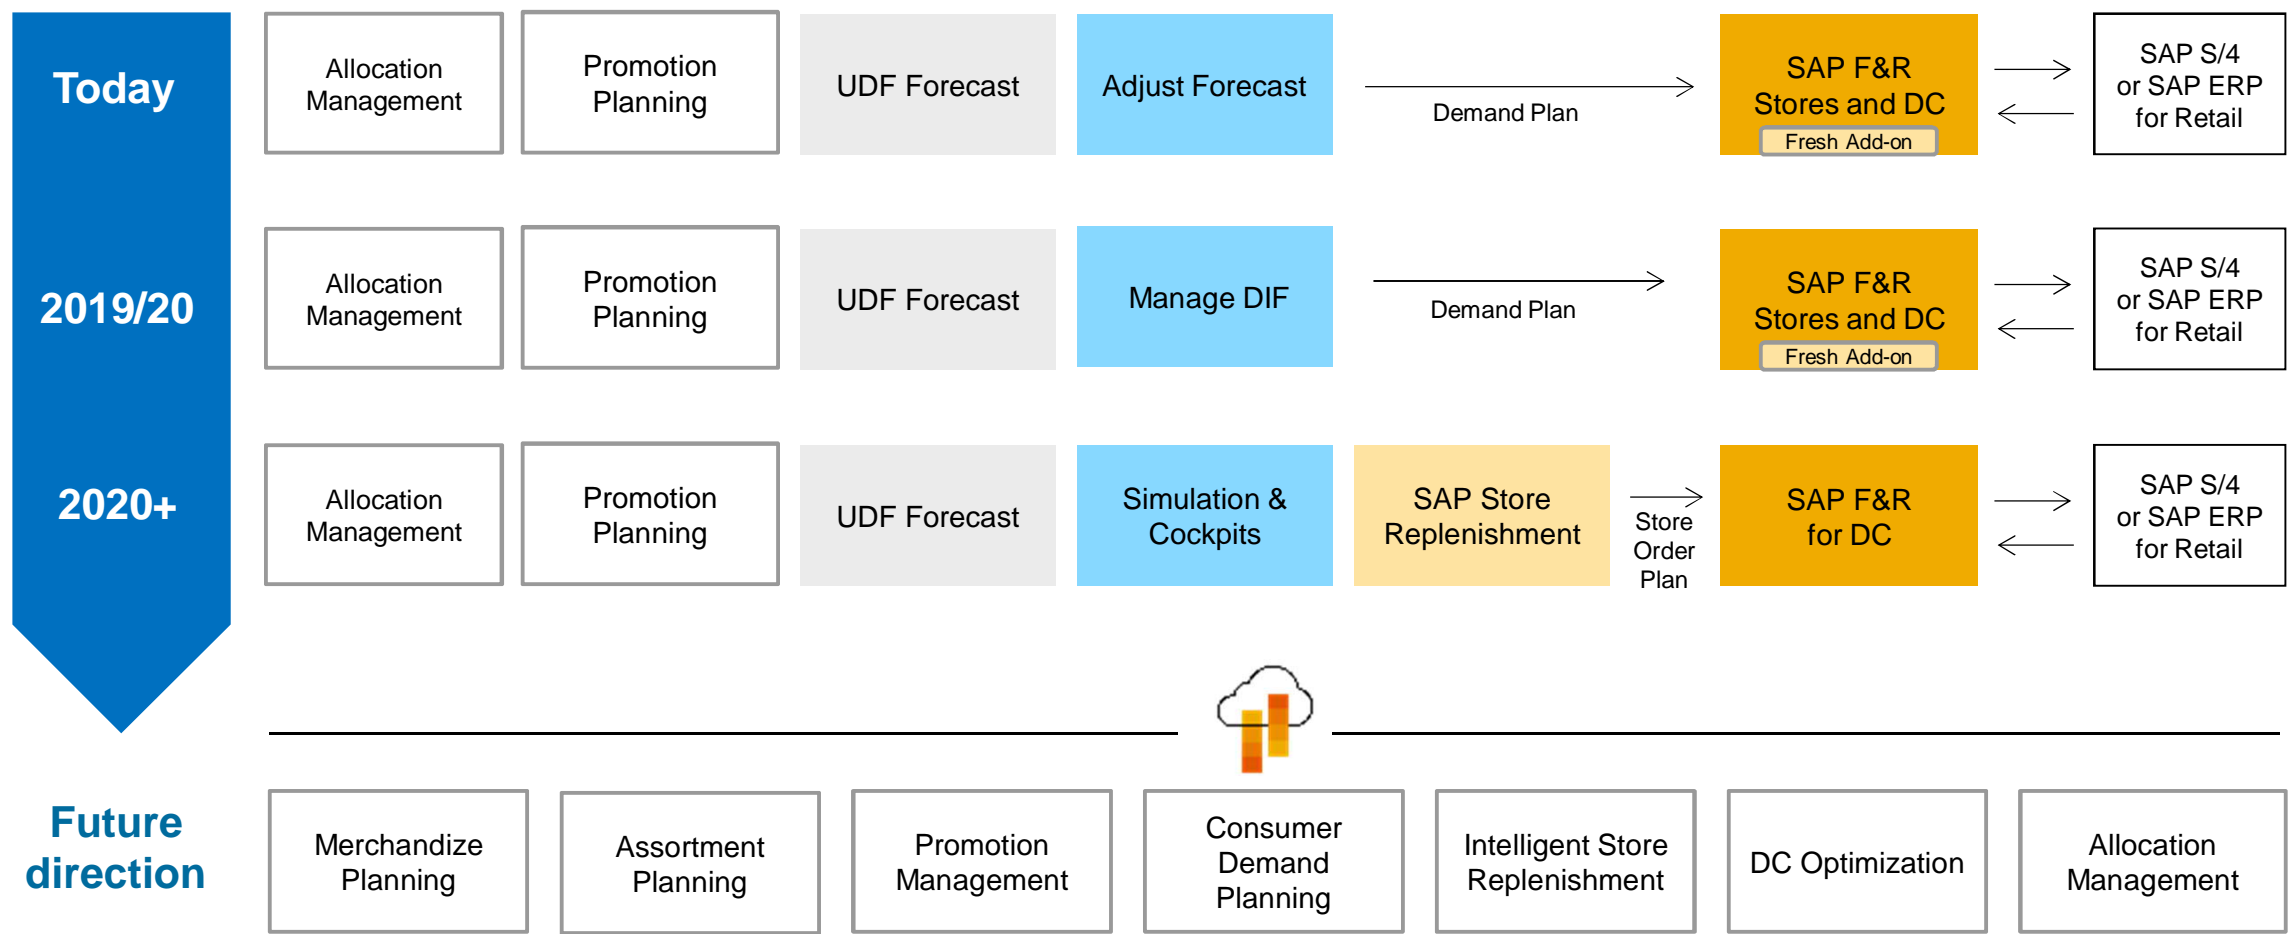 Today
Allocation
Management
Promotion
Planning
UDF Forecast
Adjust Forecast
Demand Plan
SAP F&R
Stores and DC
Fresh Add-on
SAP S/4
or SAP ERP
for Retail
2019/20
Allocation
Management
Promotion
Planning
UDF Forecast
Manage DIF
Demand Plan
SAP F&R
Stores and DC
Fresh Add-on
SAP S/4
or SAP ERP
for Retail
2020+
Allocation
Management
Promotion
Planning
UDF Forecast
Simulation &
Cockpits
SAP Store
Replenishment
Store
Order
Plan
SAP F&R
for DC
SAP S/4
or SAP ERP
for Retail
Future
direction
Merchandize
Planning
Assortment
Planning
Promotion
Management
Consumer
Demand
Planning
Intelligent Store
Replenishment
DC Optimization
Allocation
Management